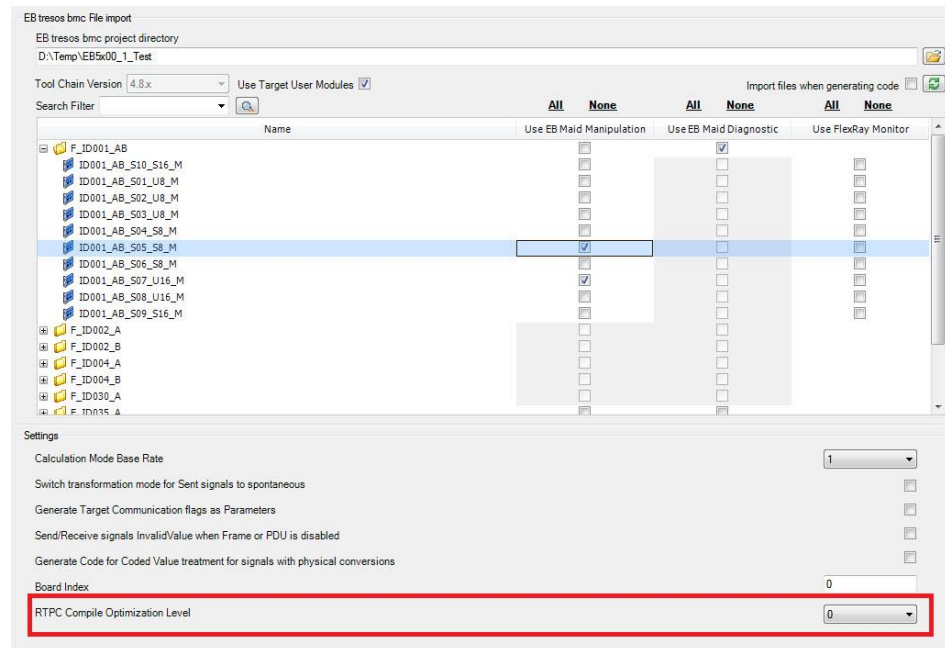 EB tresos bmc File import
EB tresos bmc project directory
D:\Temp\EB5x00_1_Test
Tool Chain Version 4.8.x Use Target User Modules Import files when generating code
Search Filter All None All None All None
Name Use EB Maid Manipulation Use EB Maid Diagnostic Use FlexRay Monitor
F_ID001_AB
ID001_AB_S10_S16_M
ID001_AB_S01_U8_M
ID001_AB_S02_U8_M
ID001_AB_S03_U8_M
ID001_AB_S04_S8_M
ID001_AB_S05_S8_M
ID001_AB_S06_S8_M
ID001_AB_S07_U16_M
ID001_AB_S08_U16_M
ID001_AB_S09_S16_M
F_ID002_A
F_ID002_B
F_ID004_A
F_ID004_B
F_ID030_A
F_ID035_A
Settings
Calculation Mode Base Rate 1
Switch transformation mode for Sent signals to spontaneous
Generate Target Communication flags as Parameters
Send/Receive signals InvalidValue when Frame or PDU is disabled
Generate Code for Coded Value treatment for signals with physical conversions
Board Index 0
RTPC Compile Optimization Level 0